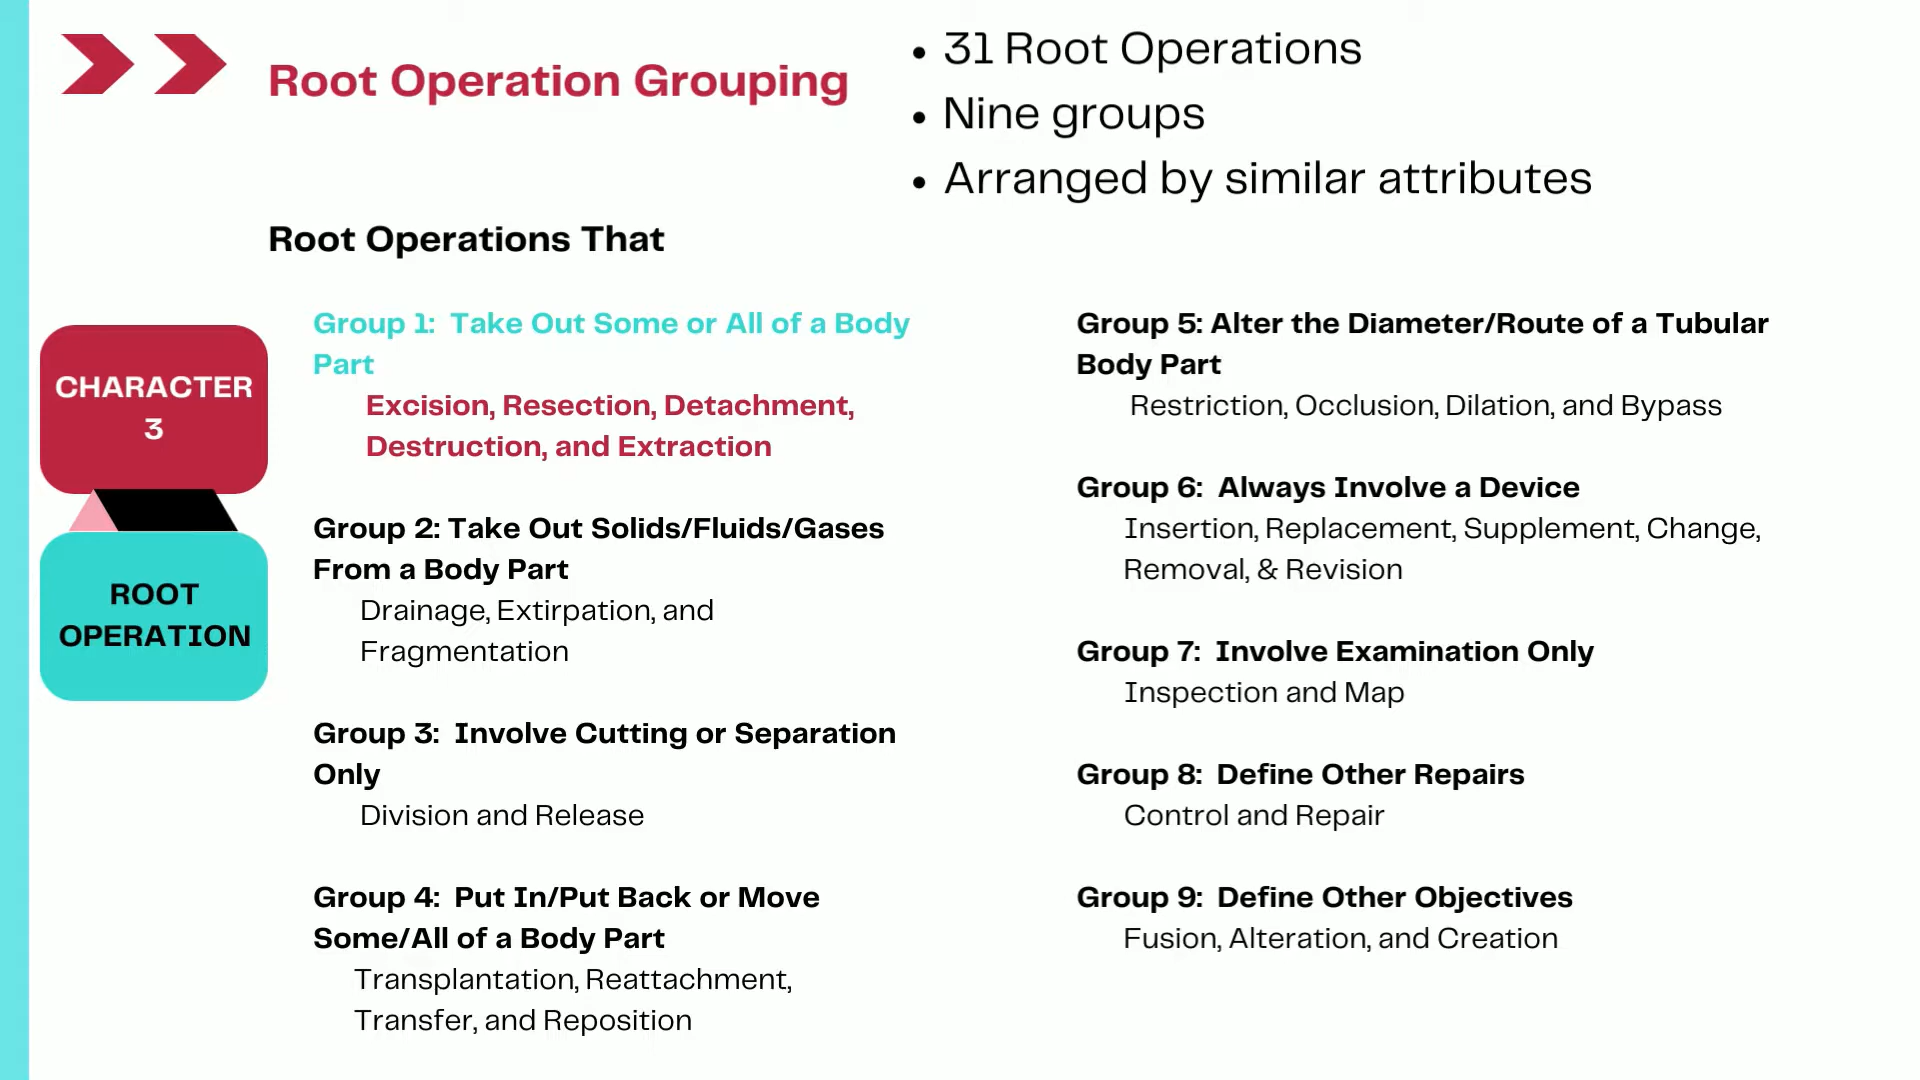 Root Operation Grouping
• 31 Root Operations
• Nine groups
• Arranged by similar attributes
Root Operations That
CHARACTER
3
ROOT
OPERATION
Group 1: Take Out Some or All of a Body
Part
Excision, Resection, Detachment,
Destruction, and Extraction
Group 2: Take Out Solids/Fluids/Gases
From a Body Part
Drainage, Extirpation, and
Fragmentation
Group 3: Involve Cutting or Separation
Only
Division and Release
Group 4: Put In/Put Back or Move
Some/All of a Body Part
Transplantation, Reattachment,
Transfer, and Reposition
Group 5: Alter the Diameter/Route of a Tubular
Body Part
Restriction, Occlusion, Dilation, and Bypass
Group 6: Always Involve a Device
Insertion, Replacement, Supplement, Change,
Removal, & Revision
Group 7: Involve Examination Only
Inspection and Map
Group 8: Define Other Repairs
Control and Repair
Group 9: Define Other Objectives
Fusion, Alteration, and Creation